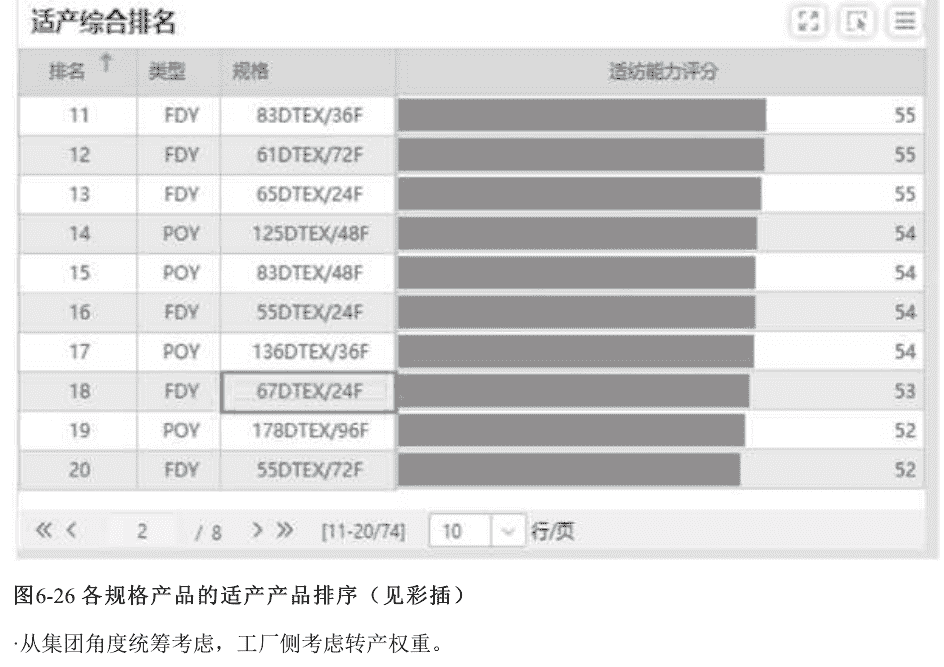 适产综合排名
排名 ↑ 类型 规格 适纺能力评分
11 FDY 83DTEX/36F 55
12 FDY 61DTEX/72F 55
13 FDY 65DTEX/24F 55
14 POY 125DTEX/48F 54
15 POY 83DTEX/48F 54
16 FDY 55DTEX/24F 54
17 POY 136DTEX/36F 54
18 FDY 67DTEX/24F 53
19 POY 178DTEX/96F 52
20 FDY 55DTEX/72F 52
« < 2 / 8 > » [11-20/74] 10 行/页
图6-26 各规格产品的适产产品排序（见彩插）
·从集团角度统筹考虑，工厂侧考虑转产权重。